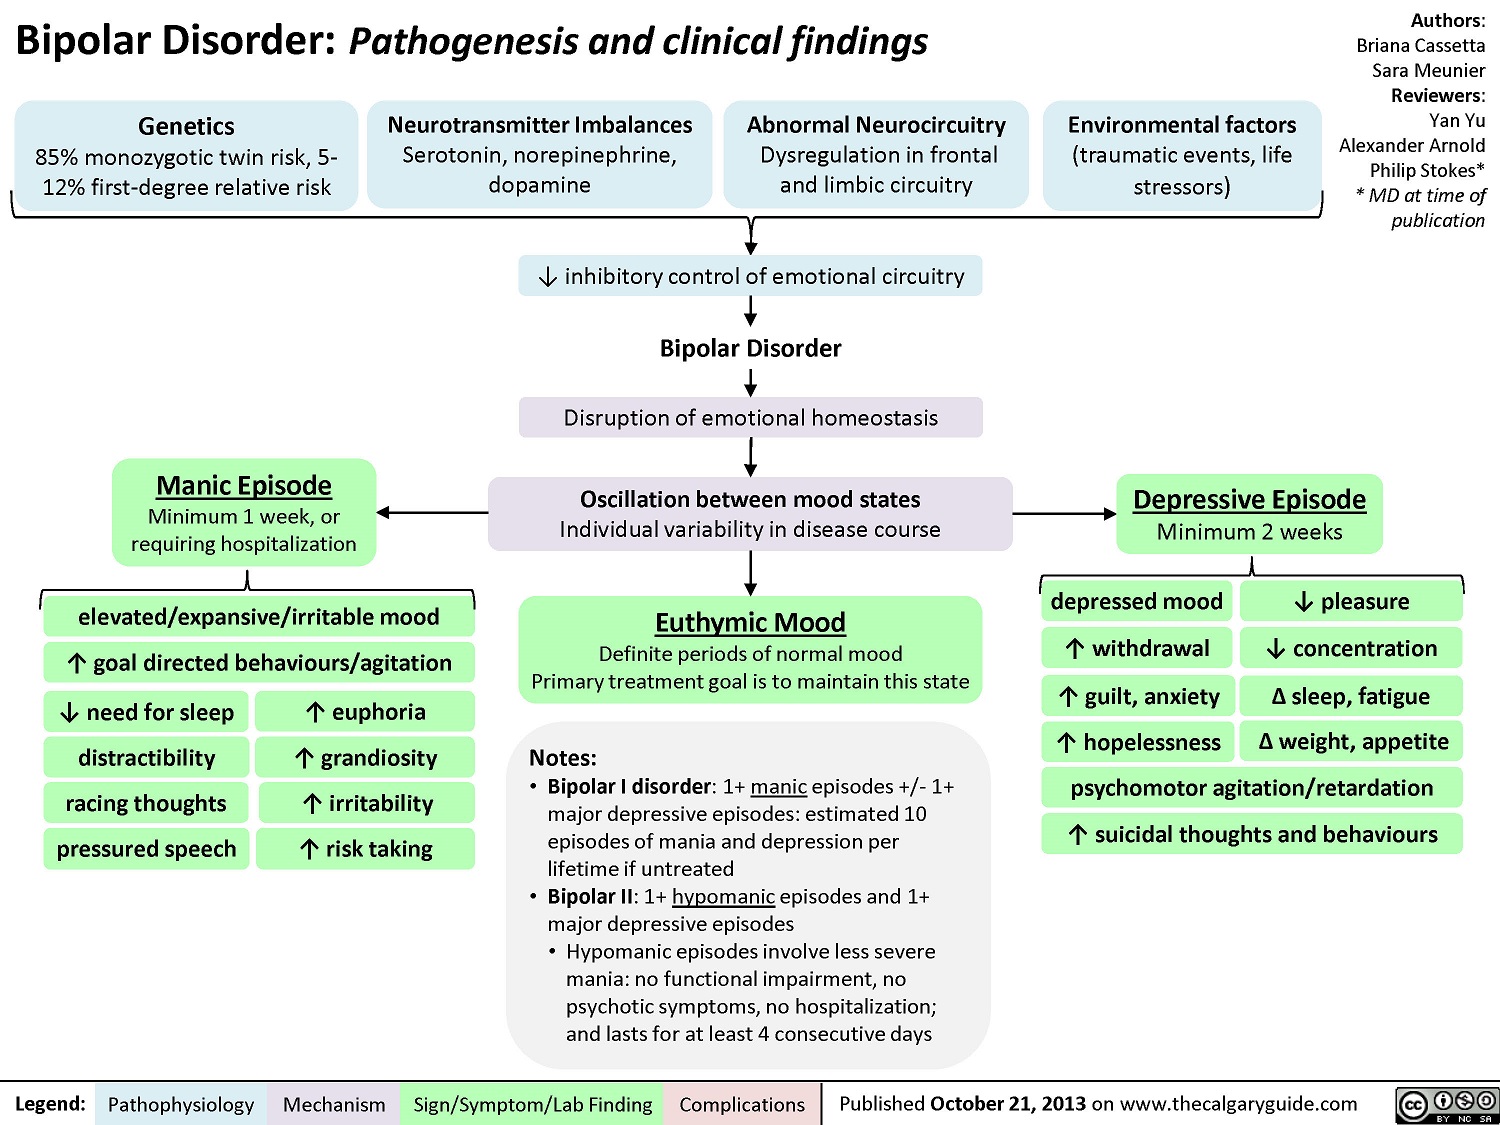 Bipolar Disorder: Pathogenesis and clinical findings
Authors:
Briana Cassetta
Sara Meunier
Reviewers:
Yan Yu
Alexander Arnold
Philip Stokes*
* MD at time of
publication
Genetics
85% monozygotic twin risk, 5-
12% first-degree relative risk
Neurotransmitter Imbalances
Serotonin, norepinephrine,
dopamine
Abnormal Neurocircuitry
Dysregulation in frontal
and limbic circuitry
Environmental factors
(traumatic events, life
stressors)
↓ inhibitory control of emotional circuitry
Bipolar Disorder
Disruption of emotional homeostasis
Oscillation between mood states
Individual variability in disease course
Manic Episode
Minimum 1 week, or
requiring hospitalization
elevated/expansive/irritable mood
↑ goal directed behaviours/agitation
↓ need for sleep
↑ euphoria
distractibility
↑ grandiosity
racing thoughts
↑ irritability
pressured speech
↑ risk taking
Euthymic Mood
Definite periods of normal mood
Primary treatment goal is to maintain this state
Depressive Episode
Minimum 2 weeks
depressed mood
↓ pleasure
↑ withdrawal
↓ concentration
↑ guilt, anxiety
Δ sleep, fatigue
↑ hopelessness
Δ weight, appetite
psychomotor agitation/retardation
↑ suicidal thoughts and behaviours
Notes:
• Bipolar I disorder: 1+ manic episodes +/- 1+
major depressive episodes: estimated 10
episodes of mania and depression per
lifetime if untreated
• Bipolar II: 1+ hypomanic episodes and 1+
major depressive episodes
• Hypomanic episodes involve less severe
mania: no functional impairment, no
psychotic symptoms, no hospitalization;
and lasts for at least 4 consecutive days
Legend:
Pathophysiology
Mechanism
Sign/Symptom/Lab Finding
Complications
Published October 21, 2013 on www.thecalgaryguide.com
cc
BY NC SA